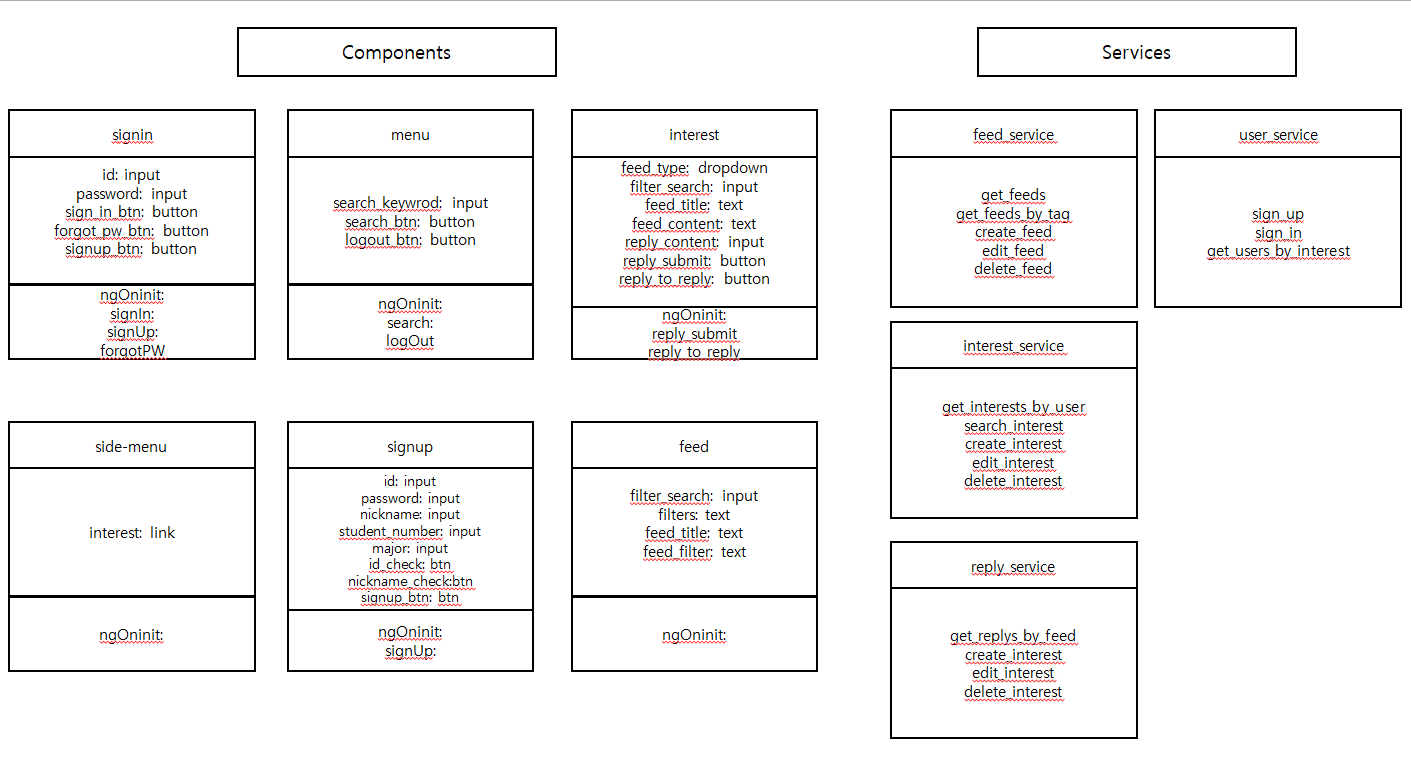 Components
Services
signin
id: input
password: input
sign_in_btn: button
forgot_pw_btn: button
signup_btn: button
ngOninit:
signIn:
signUp:
forgotPW
menu
search_keywrod: input
search_btn: button
logout_btn: button
ngOninit:
search:
logOut
interest
feed_type: dropdown
filter_search: input
feed_title: text
feed_content: text
reply_content: input
reply_submit: button
reply_to_reply: button
ngOninit:
reply_submit
reply_to_reply
feed_service
get_feeds
get_feeds_by_tag
create_feed
edit_feed
delete_feed
user_service
sign_up
sign_in
get_users_by_interest
side-menu
interest: link
ngOninit:
signup
id: input
password: input
nickname: input
student_number: input
major: input
id_check: btn
nickname_check:btn
signup_btn: btn
ngOninit:
signUp:
feed
filter_search: input
filters: text
feed_title: text
feed_filter: text
ngOninit:
interest_service
get_interests_by_user
search_interest
create_interest
edit_interest
delete_interest
reply_service
get_replys_by_feed
create_interest
edit_interest
delete_interest